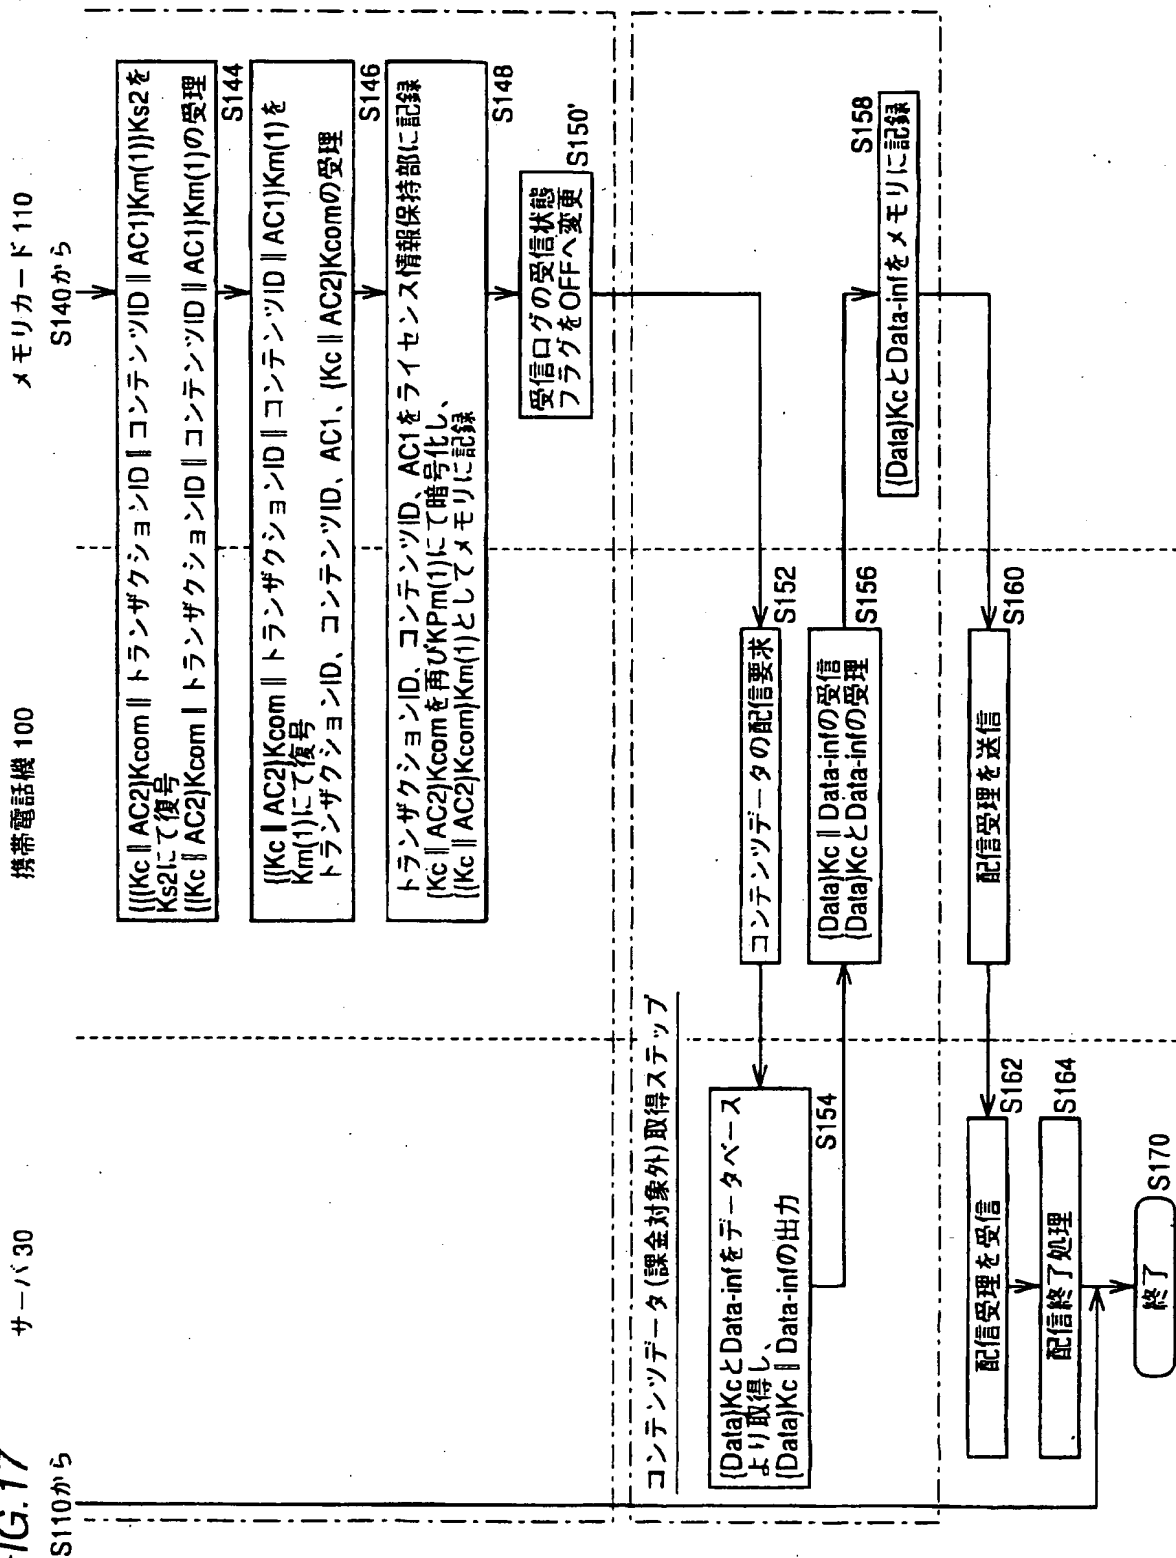 FIG.17
サーバ30
携帯電話機 100
メモリカード 110
S110から
S140から
{{{Kc ∥ AC2}Kcom ∥ トランザクションID ∥ コンテンツID ∥ AC1}Km(1)}Ks2を
Ks2にて復号
{{Kc ∥ AC2}Kcom ∥ トランザクションID ∥ コンテンツID ∥ AC1}Km(1)の受理
S144
{{Kc ∥ AC2}Kcom ∥ トランザクションID ∥ コンテンツID ∥ AC1}Km(1)を
Km(1)にて復号
トランザクションID、コンテンツID、AC1、{Kc ∥ AC2}Kcomの受理
S146
トランザクションID、コンテンツID、AC1をライセンス情報保持部に記録
{Kc ∥ AC2}Kcomを再びKPm(1)にて暗号化し、
{{Kc ∥ AC2}Kcom}Km(1)としてメモリに記録
S148
受信ログの受信状態
フラグをOFFへ変更
S150'
コンテンツデータ(課金対象外)取得ステップ
コンテンツデータの配信要求
S152
{Data}KcとData-infをデータベース
より取得し、
{Data}Kc ∥ Data-infの出力
S154
{Data}Kc ∥ Data-infの受信
{Data}KcとData-infの受理
S156
{Data}KcとData-infをメモリに記録
S158
配信受理を送信
S160
配信受理を受信
S162
配信終了処理
S164
終了
S170